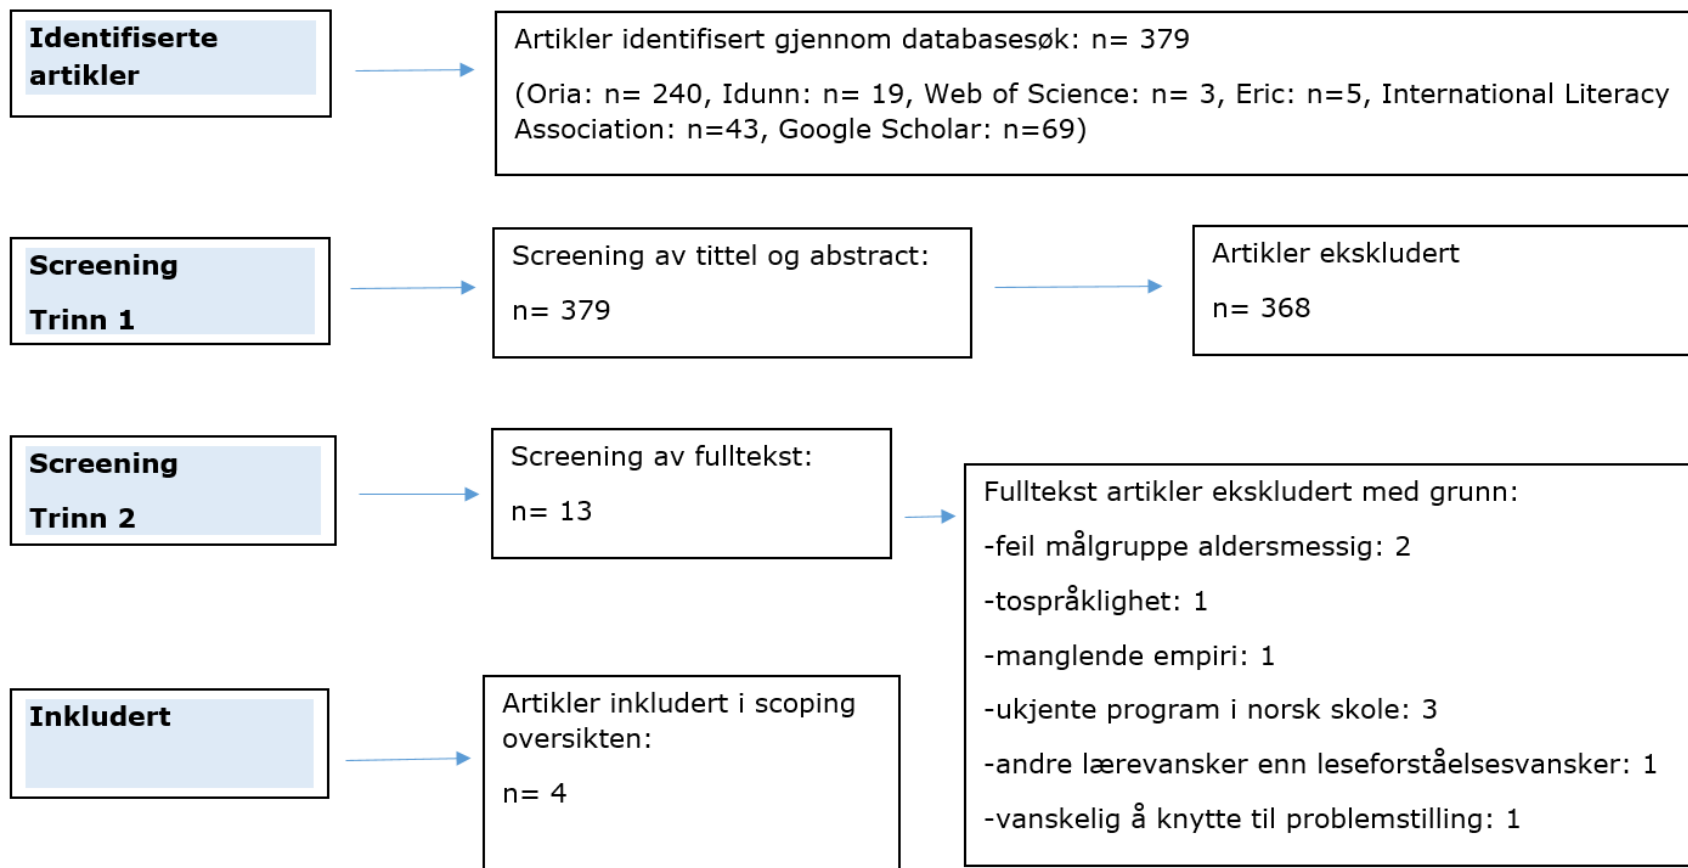 Identifiserte
artikler
Artikler identifisert gjennom databasesøk: n= 379
(Oria: n= 240, Idunn: n= 19, Web of Science: n= 3, Eric: n=5, International Literacy
Association: n=43, Google Scholar: n=69)
Screening
Trinn 1
Screening av tittel og abstract:
n= 379
Artikler ekskludert
n= 368
Screening
Trinn 2
Screening av fulltekst:
n= 13
Fulltekst artikler ekskludert med grunn:
-feil målgruppe aldersmessig: 2
-tospråklighet: 1
-manglende empiri: 1
-ukjente program i norsk skole: 3
-andre lærevansker enn leseforståelsesvansker: 1
-vanskelig å knytte til problemstilling: 1
Inkludert
Artikler inkludert i scoping
oversikten:
n= 4